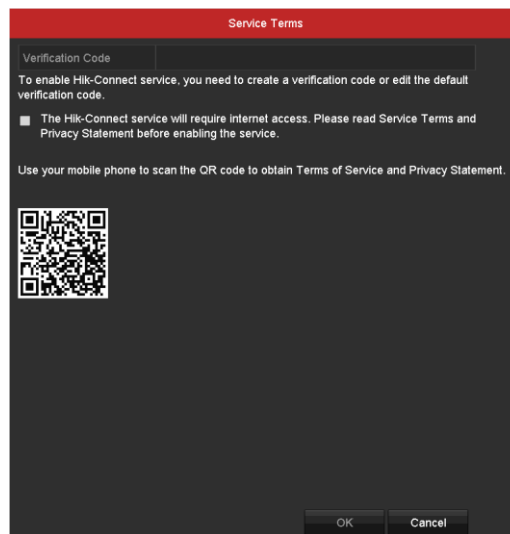 Service Terms
Verification Code
To enable Hik-Connect service, you need to create a verification code or edit the default
verification code.
The Hik-Connect service will require internet access. Please read Service Terms and
Privacy Statement before enabling the service.
Use your mobile phone to scan the QR code to obtain Terms of Service and Privacy Statement.
OK Cancel